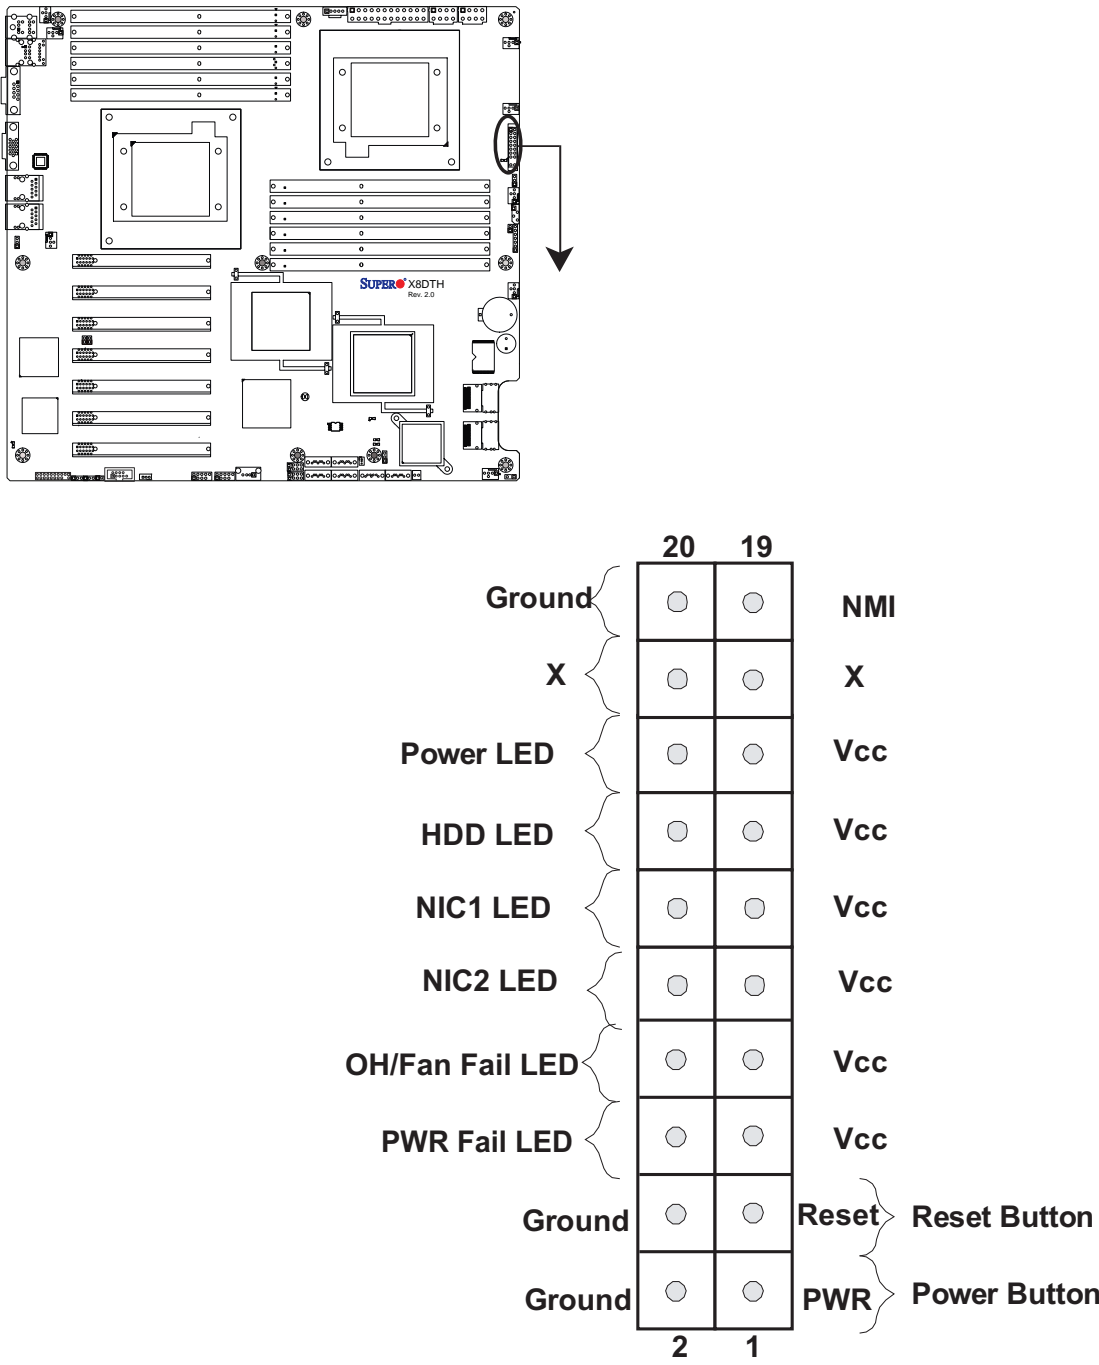 SUPER X8DTH
Rev. 2.0
20 19
Ground NMI
X X
Power LED Vcc
HDD LED Vcc
NIC1 LED Vcc
NIC2 LED Vcc
OH/Fan Fail LED Vcc
PWR Fail LED Vcc
Ground Reset Reset Button
Ground PWR Power Button
2 1